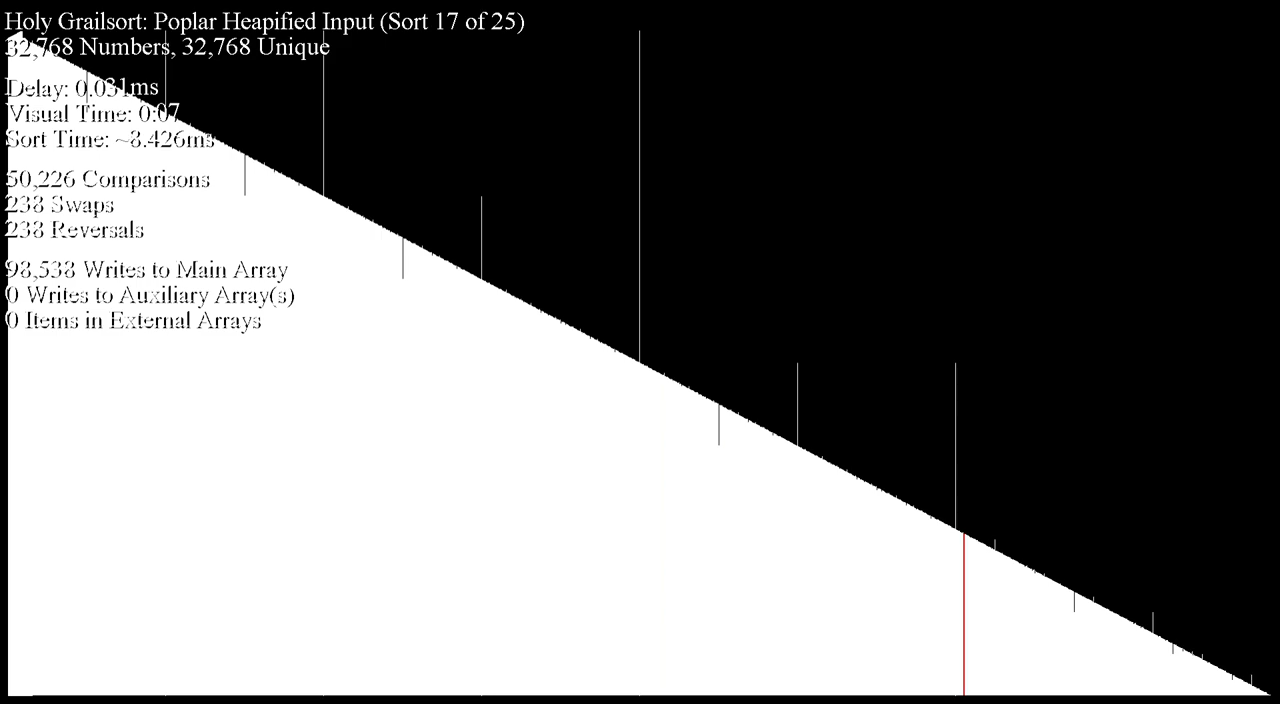 Holy Grailsort: Poplar Heapified Input (Sort 17 of 25)
32,768 Numbers, 32,768 Unique
Delay: 0.031ms
Visual Time: 0:07
Sort Time: ~8.426ms
50,226 Comparisons
238 Swaps
238 Reversals
98,538 Writes to Main Array
0 Writes to Auxiliary Array(s)
0 Items in External Arrays